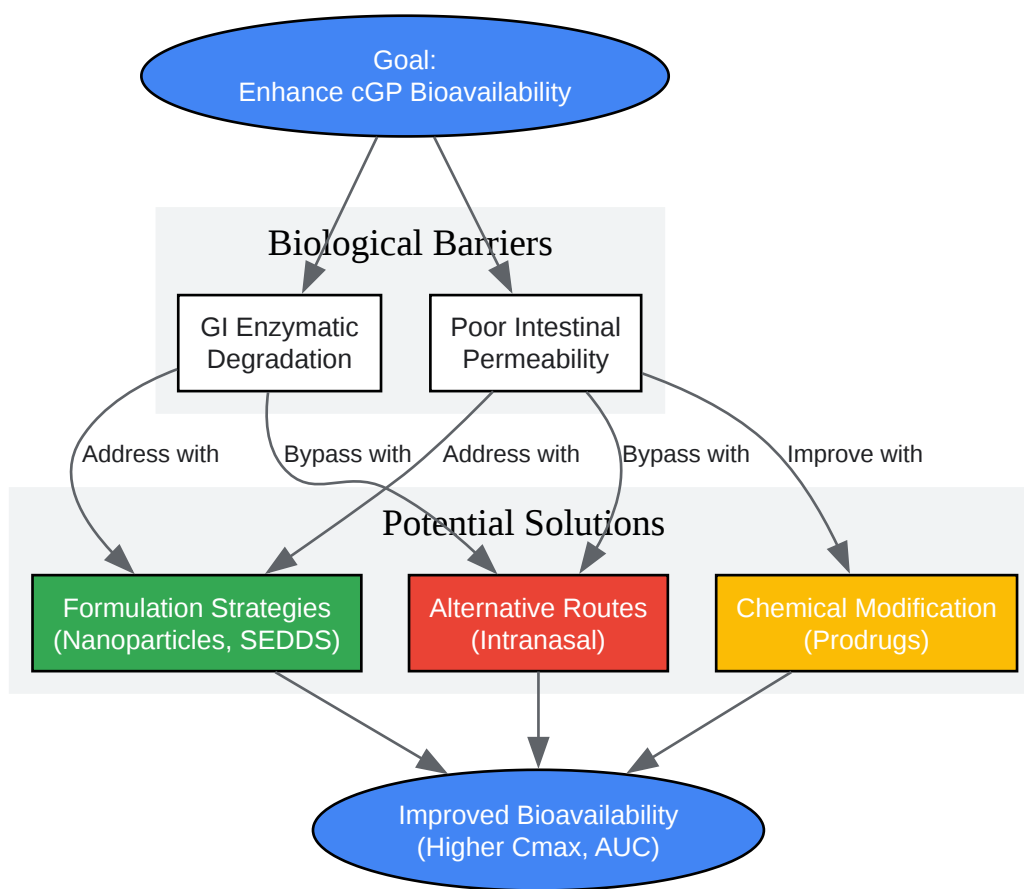 Goal:
Enhance cGP Bioavailability
Biological Barriers
GI Enzymatic
Degradation
Poor Intestinal
Permeability
Address with
Bypass with
Address with
Bypass with
Improve with
Potential Solutions
Formulation Strategies
(Nanoparticles, SEDDS)
Alternative Routes
(Intranasal)
Chemical Modification
(Prodrugs)
Improved Bioavailability
(Higher Cmax, AUC)